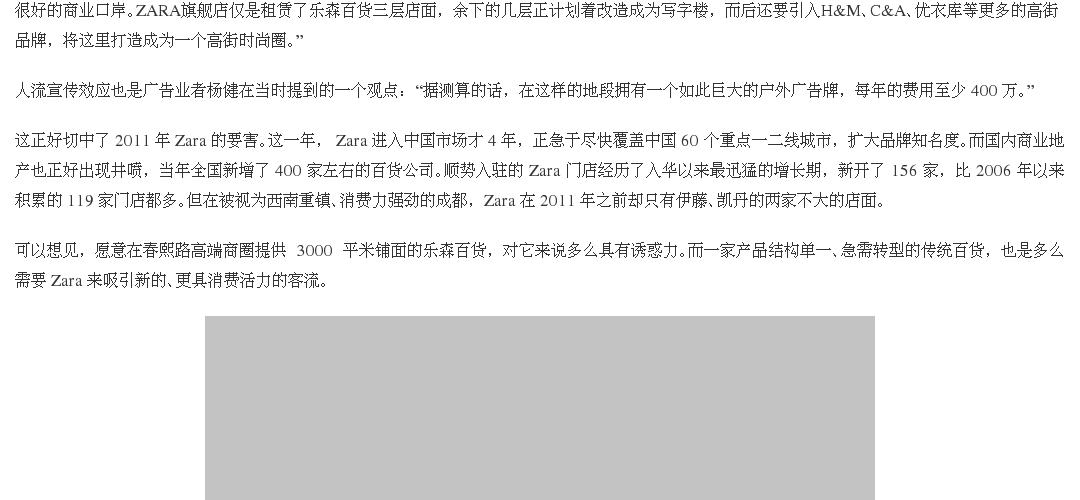 很好的商业口岸。ZARA旗舰店仅是租赁了乐森百货三层店面，余下的几层正计划着改造成为写字楼，而后还要引入H&M、C&A、优衣库等更多的高街
品牌，将这里打造成为一个高街时尚圈。”
人流宣传效应也是广告业者杨健在当时提到的一个观点：“据测算的话，在这样的地段拥有一个如此巨大的户外广告牌，每年的费用至少 400 万。”
这正好切中了 2011 年 Zara 的要害。这一年， Zara 进入中国市场才 4 年，正急于尽快覆盖中国 60 个重点一二线城市，扩大品牌知名度。而国内商业地
产也正好出现井喷，当年全国新增了 400 家左右的百货公司。顺势入驻的 Zara 门店经历了入华以来最迅猛的增长期，新开了 156 家，比 2006 年以来
积累的 119 家门店都多。但在被视为西南重镇、消费力强劲的成都，Zara 在 2011 年之前却只有伊藤、凯丹的两家不大的店面。
可以想见，愿意在春熙路高端商圈提供 3000 平米铺面的乐森百货，对它来说多么具有诱惑力。而一家产品结构单一、急需转型的传统百货，也是多么
需要 Zara 来吸引新的、更具消费活力的客流。